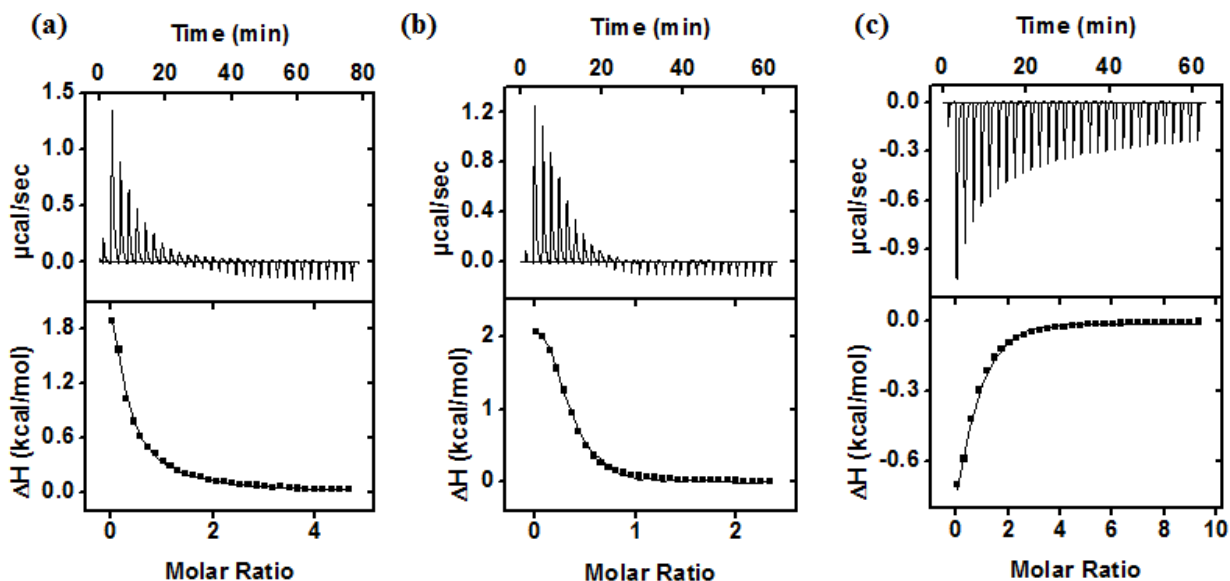 (a)
Time (min)
0 20 40 60 80
1.5
1.0
0.5
0.0
µcal/sec
1.8
1.2
0.6
0.0
ΔH (kcal/mol)
0 2 4
Molar Ratio
(b)
Time (min)
0 20 40 60
1.2
0.8
0.4
0.0
µcal/sec
2
1
0
ΔH (kcal/mol)
0 1 2
Molar Ratio
(c)
Time (min)
0 20 40 60
0.0
-0.3
-0.6
-0.9
µcal/sec
0.0
-0.3
-0.6
ΔH (kcal/mol)
0 2 4 6 8 10
Molar Ratio